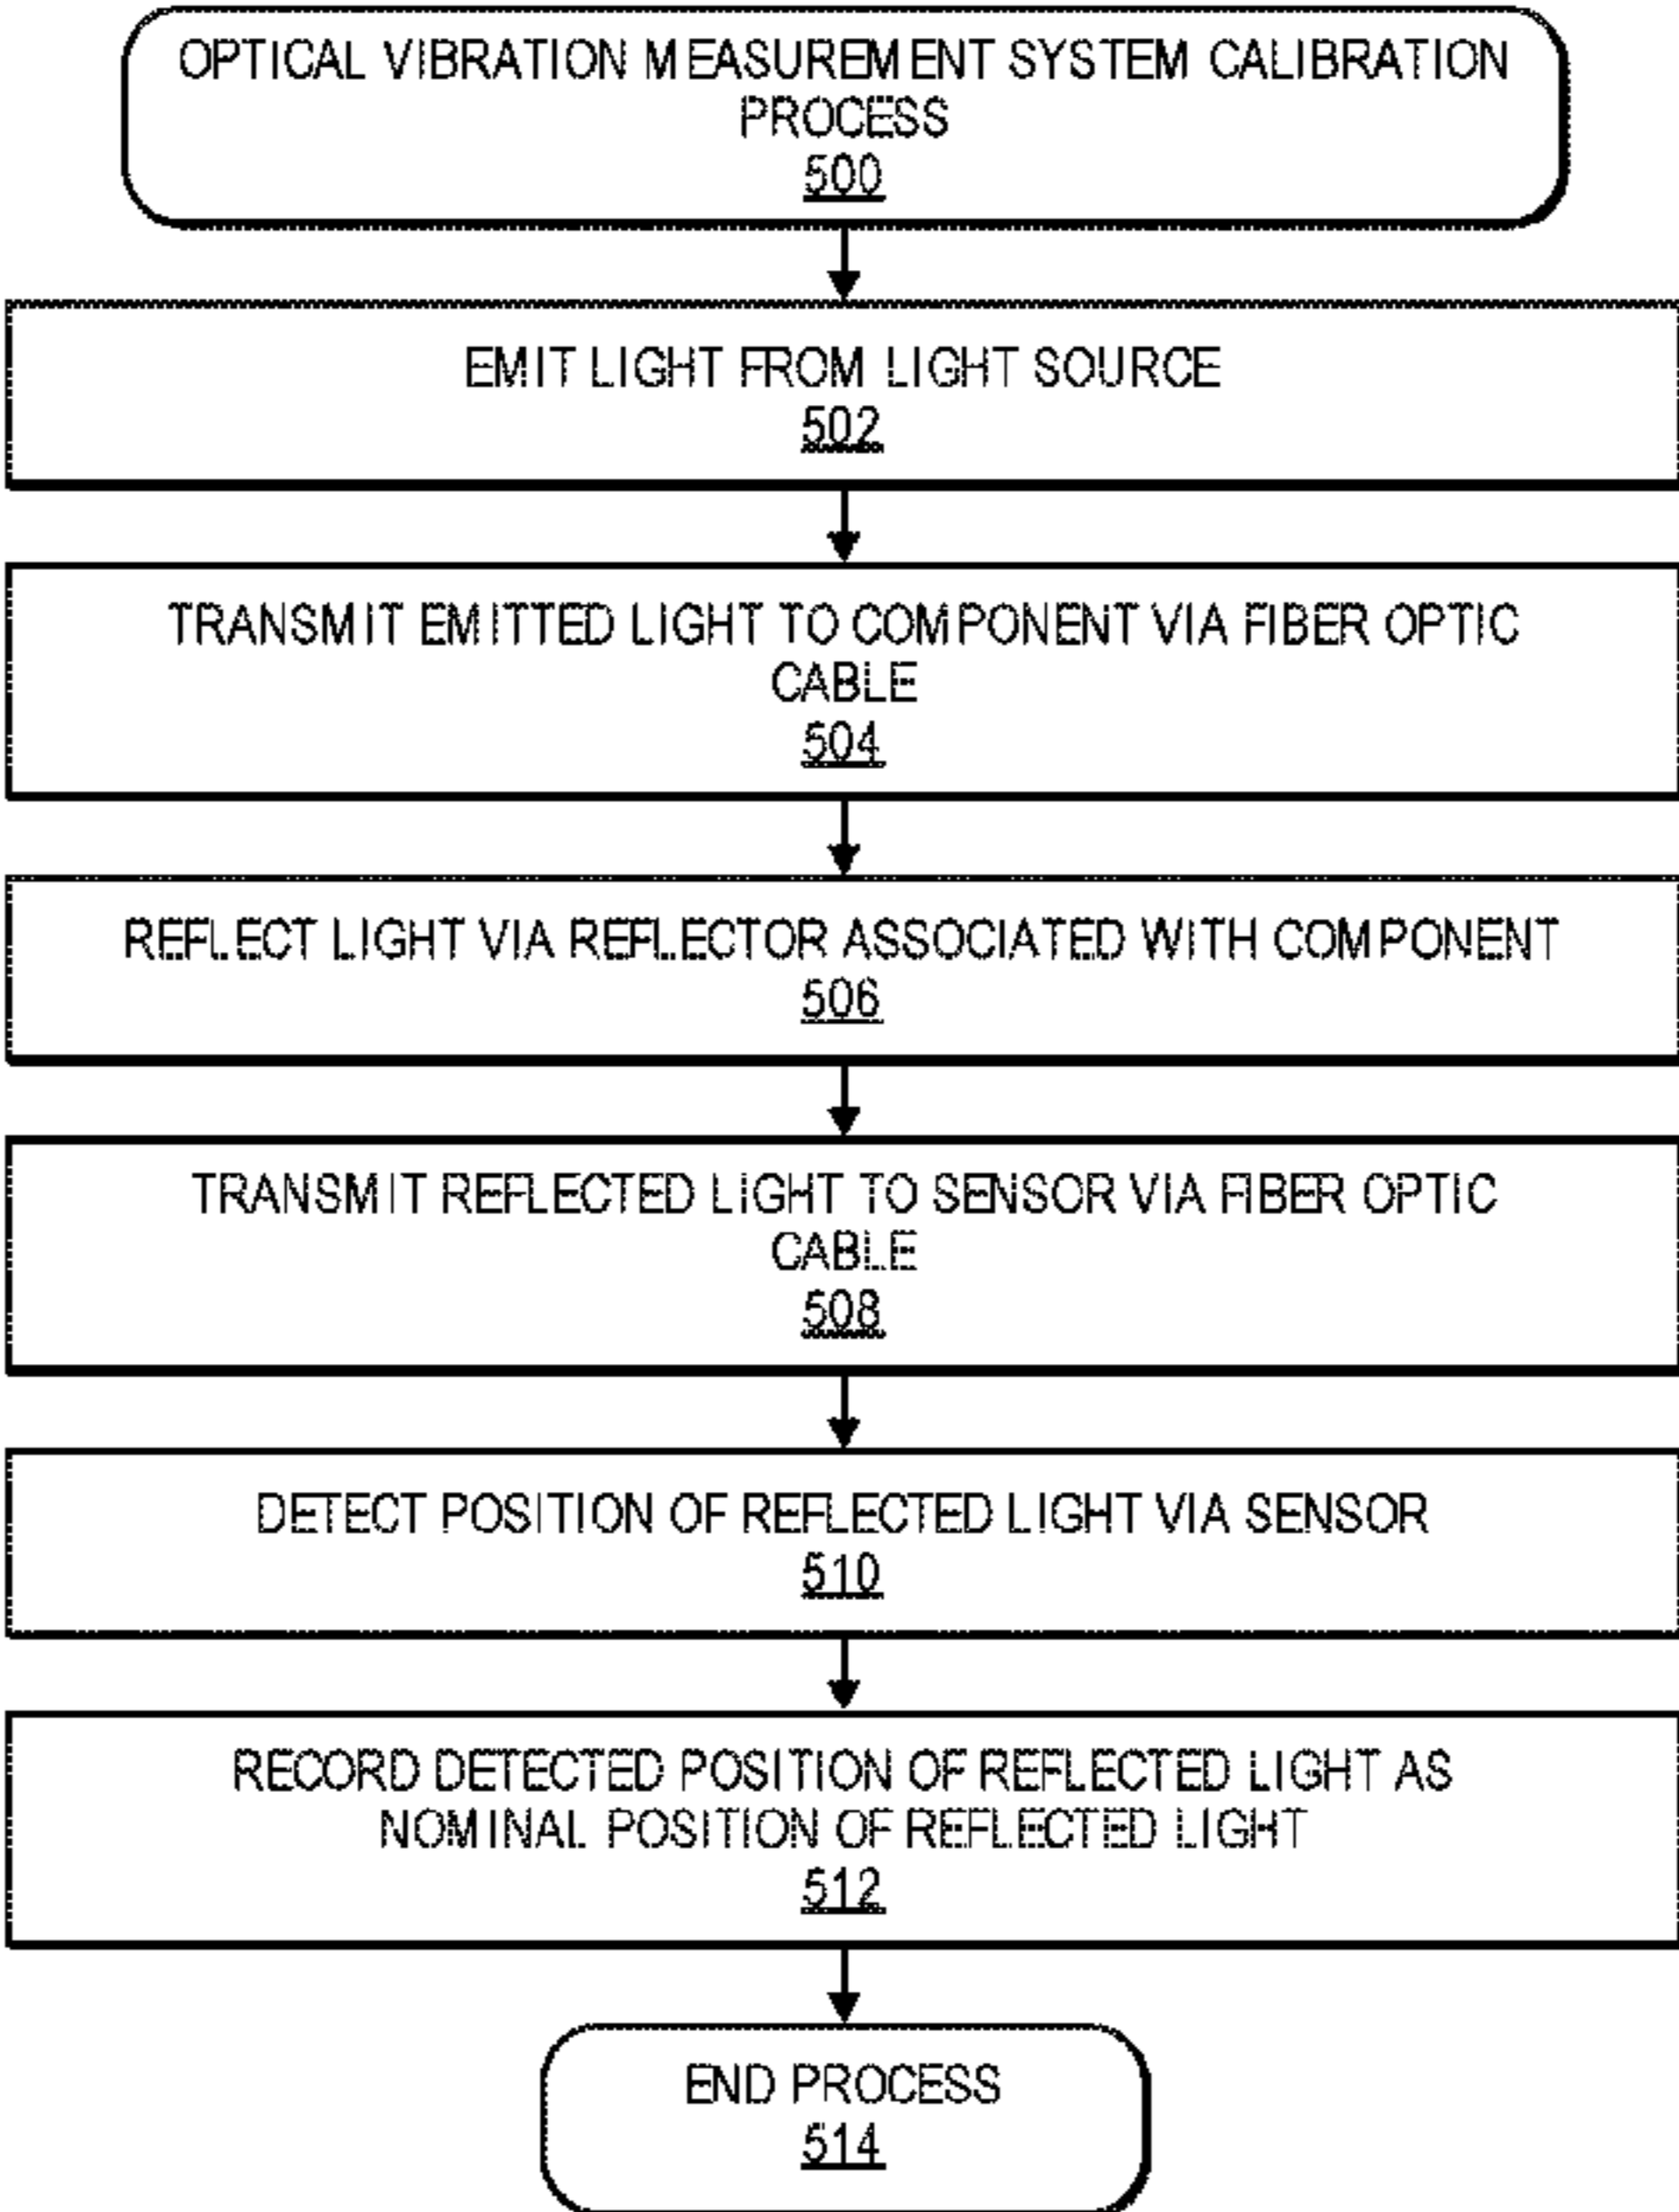 OPTICAL VIBRATION MEASUREMENT SYSTEM CALIBRATION
PROCESS
500
EMIT LIGHT FROM LIGHT SOURCE
502
TRANSMIT EMITTED LIGHT TO COMPONENT VIA FIBER OPTIC
CABLE
504
REFLECT LIGHT VIA REFLECTOR ASSOCIATED WITH COMPONENT
506
TRANSMIT REFLECTED LIGHT TO SENSOR VIA FIBER OPTIC
CABLE
508
DETECT POSITION OF REFLECTED LIGHT VIA SENSOR
510
RECORD DETECTED POSITION OF REFLECTED LIGHT AS
NOMINAL POSITION OF REFLECTED LIGHT
512
END PROCESS
514